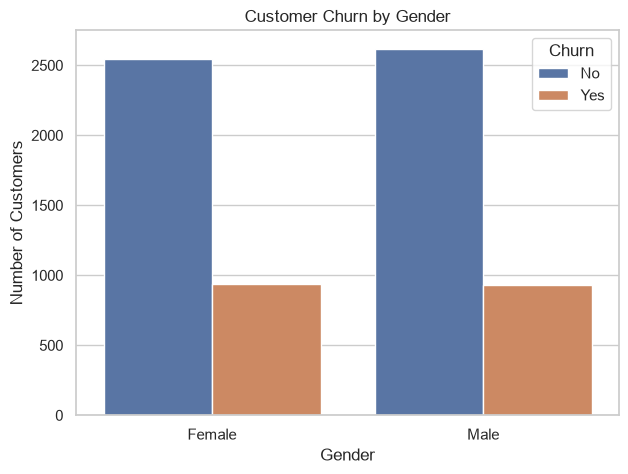 Customer Churn by Gender
Churn
No
Yes
Number of Customers
2500
2000
1500
1000
500
0
Female
Male
Gender